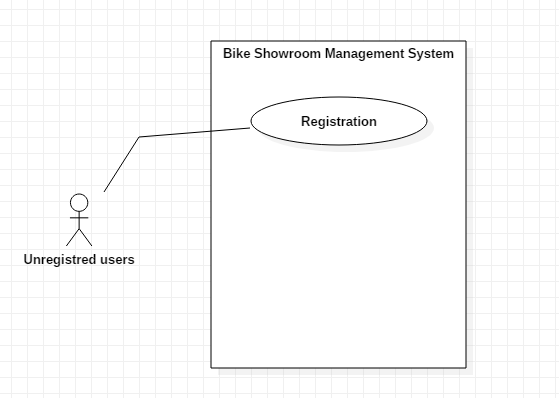 Bike Showroom Management System
Registration
Unregistred users